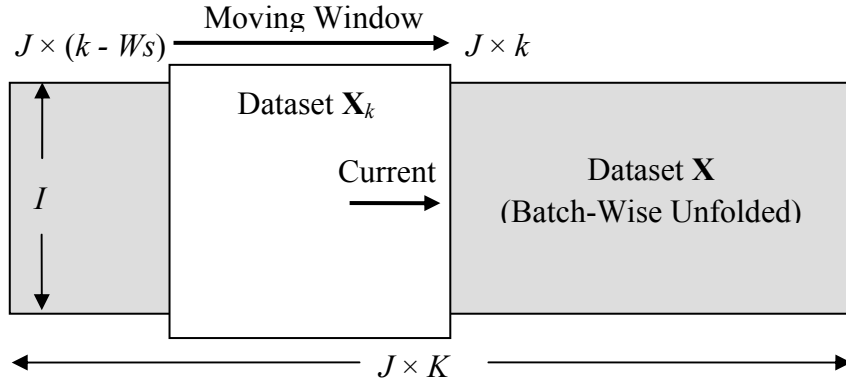 Moving Window
J × (k - Ws)
J × k
Dataset X_k
Current
Dataset X
(Batch-Wise Unfolded)
I
J × K